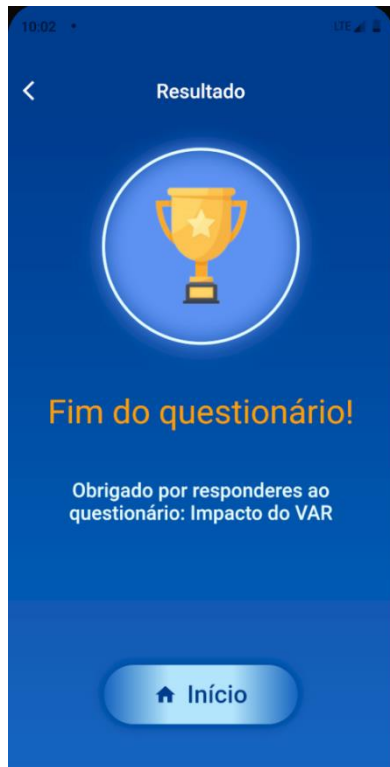 10:02
LTE
Resultado
Fim do questionário!
Obrigado por responderes ao
questionário: Impacto do VAR
Início